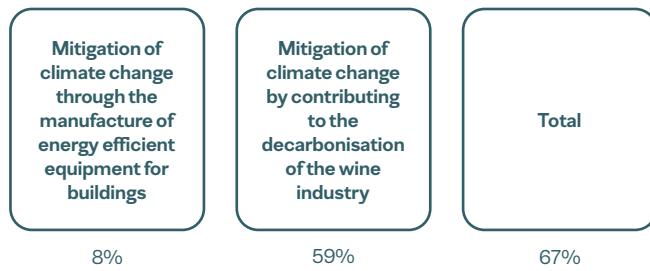 Mitigation of
climate change
through the
manufacture of
energy efficient
equipment for
buildings
8%
Mitigation of
climate change
by contributing
to the
decarbonisation
of the wine
industry
59%
Total
67%